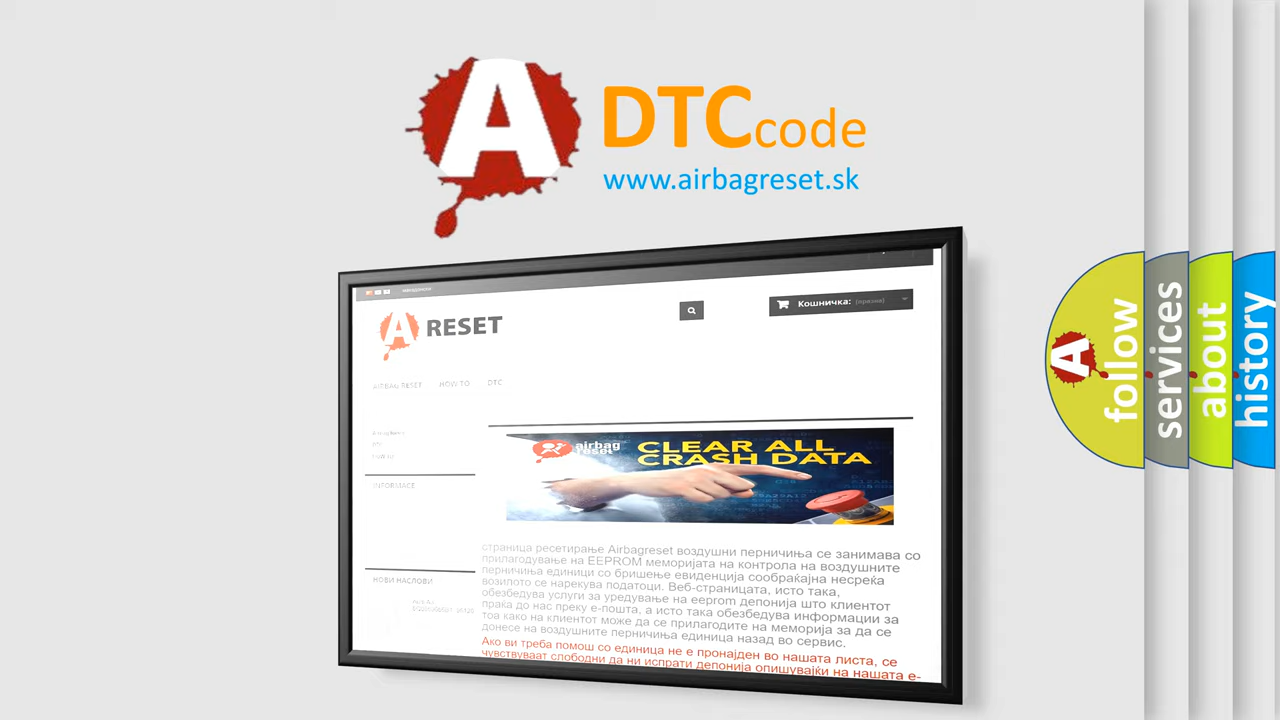 A DTC code
www.airbagreset.sk
Кошничка: (празни)
A RESET
AIRBAG RESET HOW TO DTC
airbag
reset
CLEAR ALL
CRASH DATA
INFORMACE
страница ресетирање Airbagreset воздушни перничиња се занимава со
прилагодување на EEPROM меморијата на контрола на воздушните
перничиња единици со бришење евиденција сообраќајна несреќа
возилото се нарекува податоци. Веб-страницата, исто така,
обезбедува услуги за уредување на eeprom депонија што клиентот
праќа до нас преку е-пошта, а исто така обезбедува информации за
тоа како на клиентот може да се прилагодите на меморија за да се
донесе на воздушните перничиња единица назад во сервис.
Ако ви треба помош со единица не е пронајден во нашата листа, се
чувствуваат слободни да ни испрати депонија опишувајќи на нашата е-
НОВИ НАСЛОВИ
A follow
services
about
history